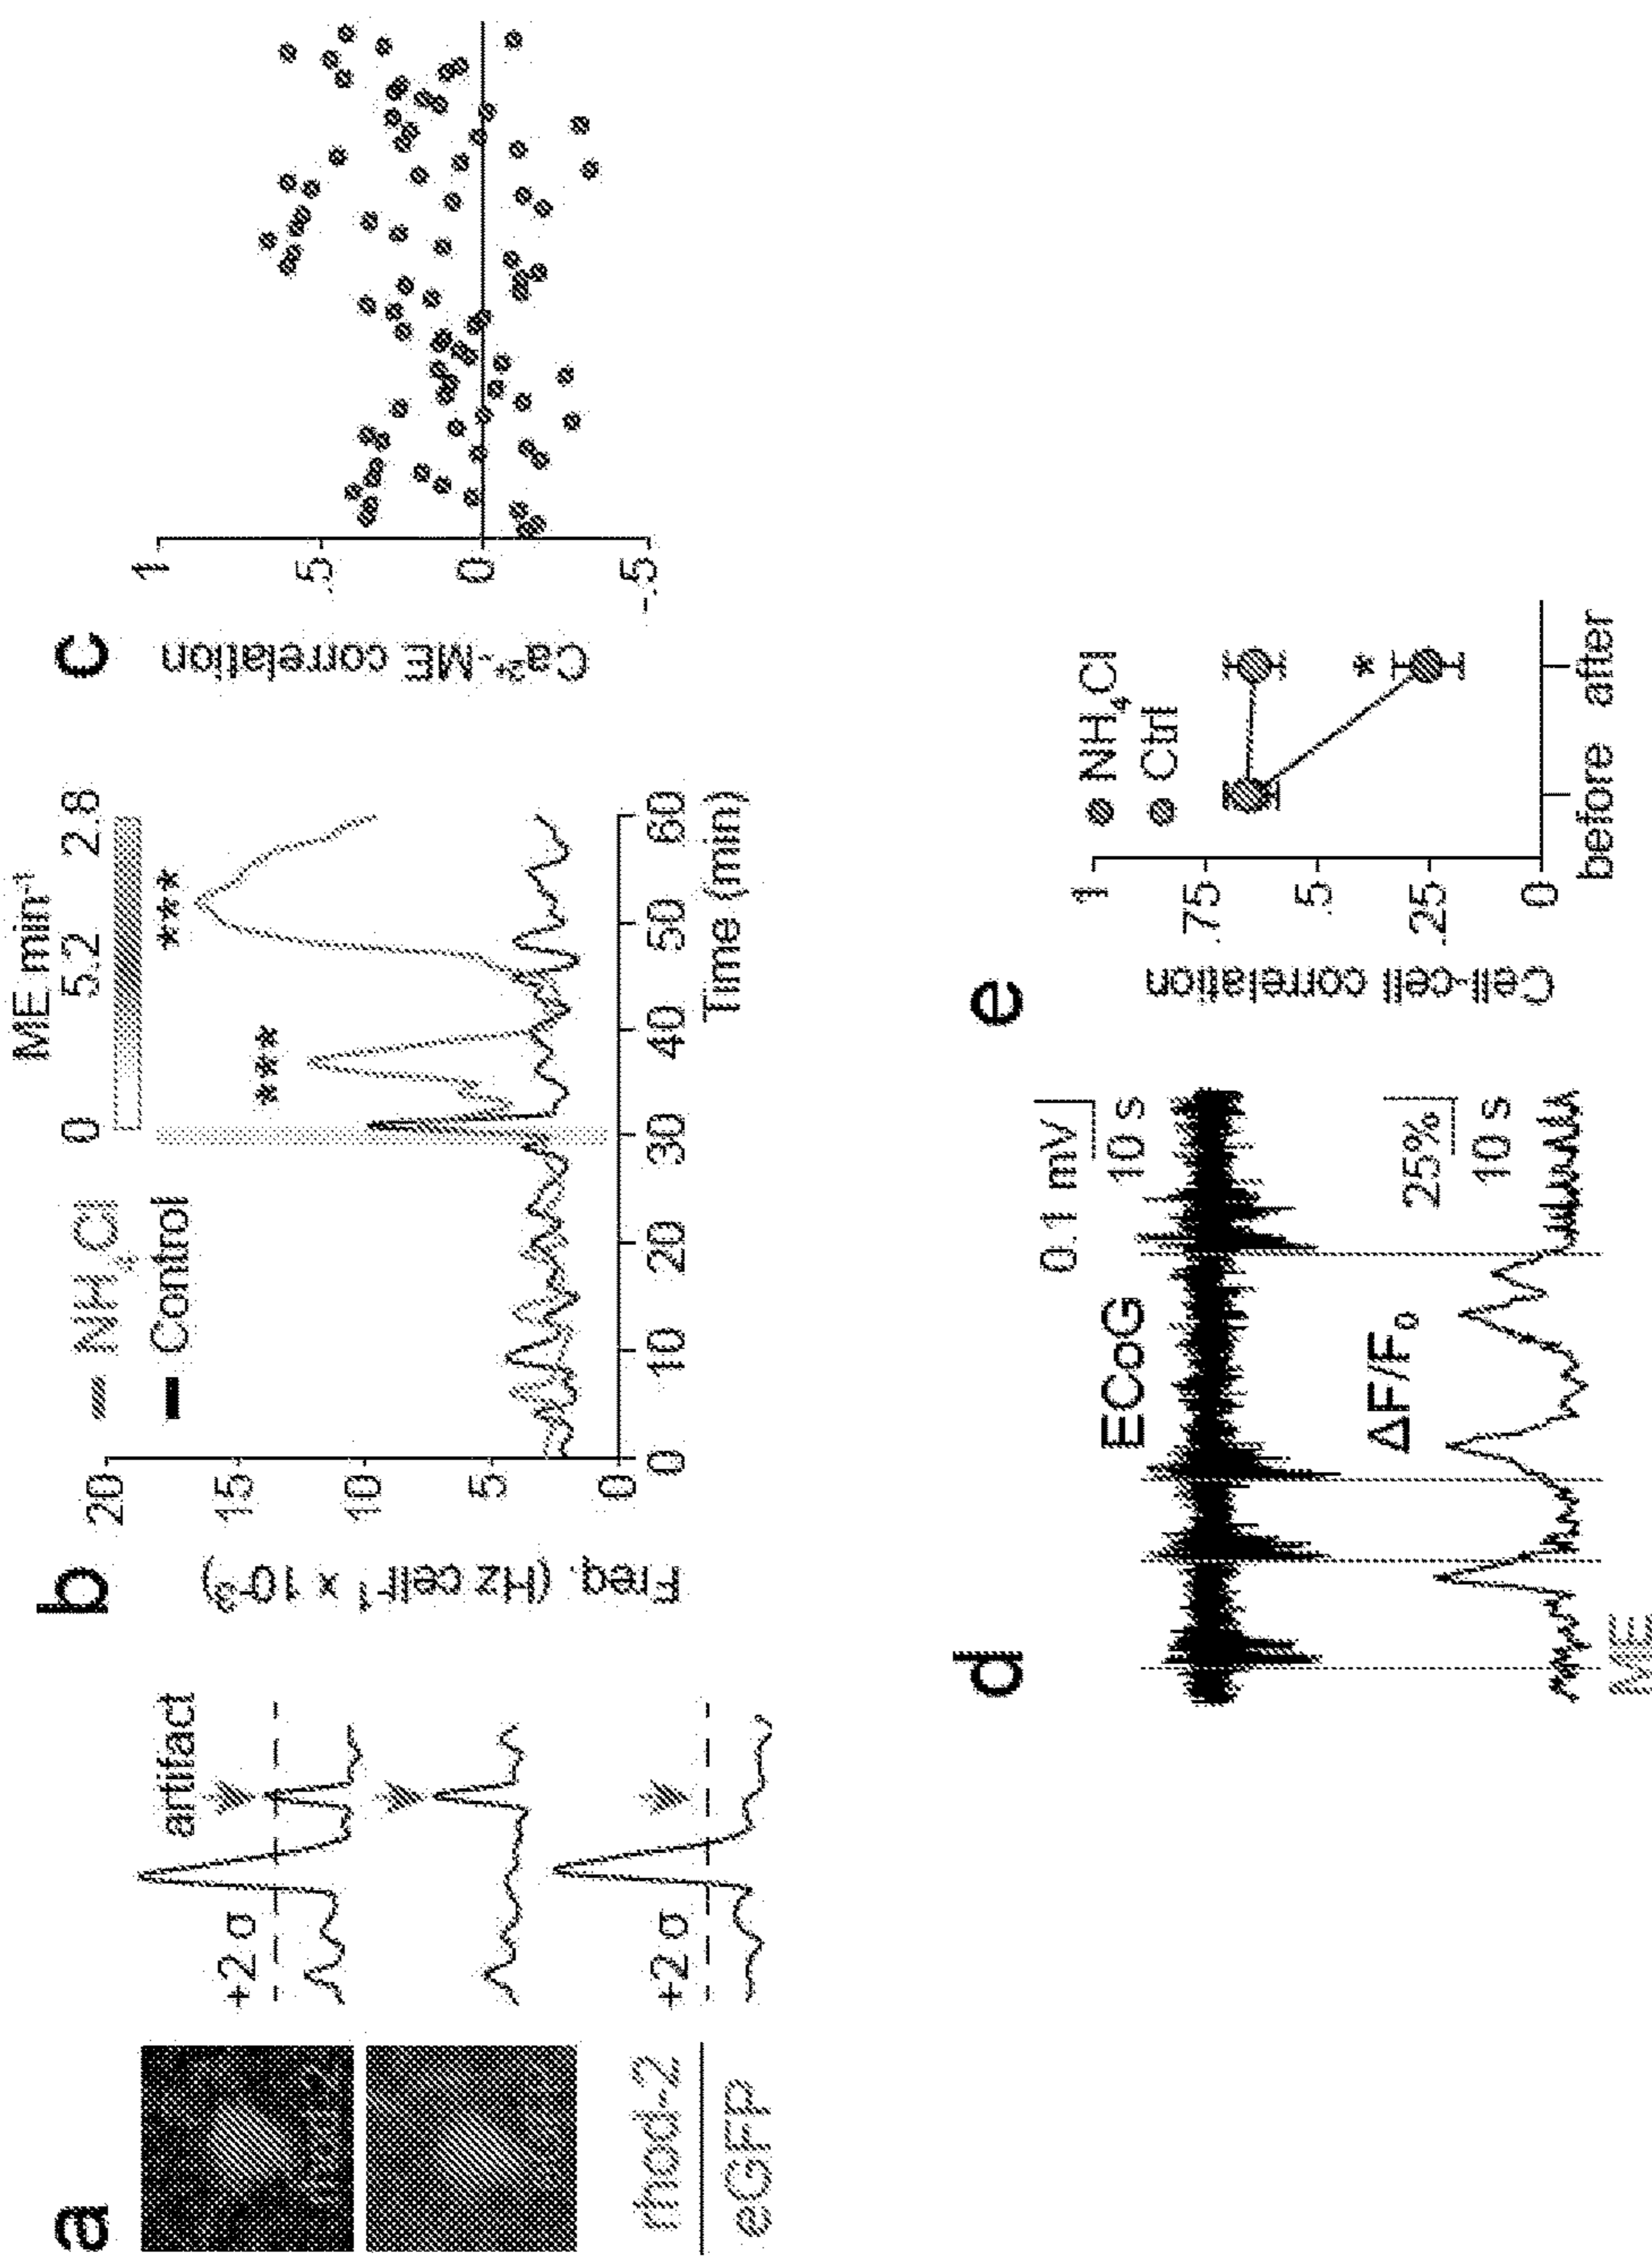 a
artifact
+2 σ
+2 σ
rhod-2
eGFP
b
NH4Cl
Control
ME min-1
0 5.2 2.8
***
***
Freq. (Hz cell-1 x 10-3)
20
15
10
5
0
0 10 20 30 40 50 60
Time (min)
c
Ca2+-ME correlation
1
.5
0
-.5
d
0.1 mV
10 s
ECoG
ΔF/F0
25%
10 s
ME
e
NH4Cl
Ctrl
Cell-cell correlation
1
.75
.5
.25
0
*
before after